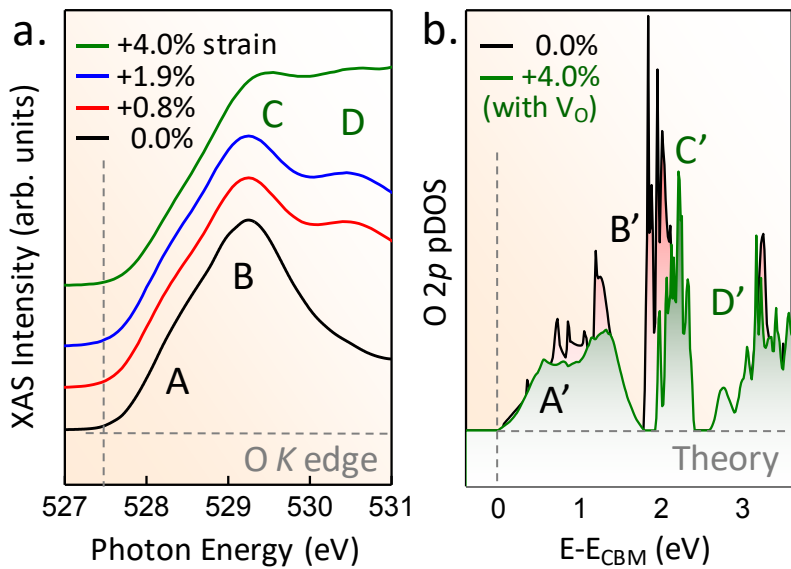 a.
+4.0% strain
+1.9%
+0.8%
0.0%
C
D
B
A
O K edge
XAS Intensity (arb. units)
527
528
529
530
531
Photon Energy (eV)
b.
0.0%
+4.0%
(with VO)
C’
B’
D’
A’
Theory
O 2p pDOS
0
1
2
3
E-ECBM (eV)